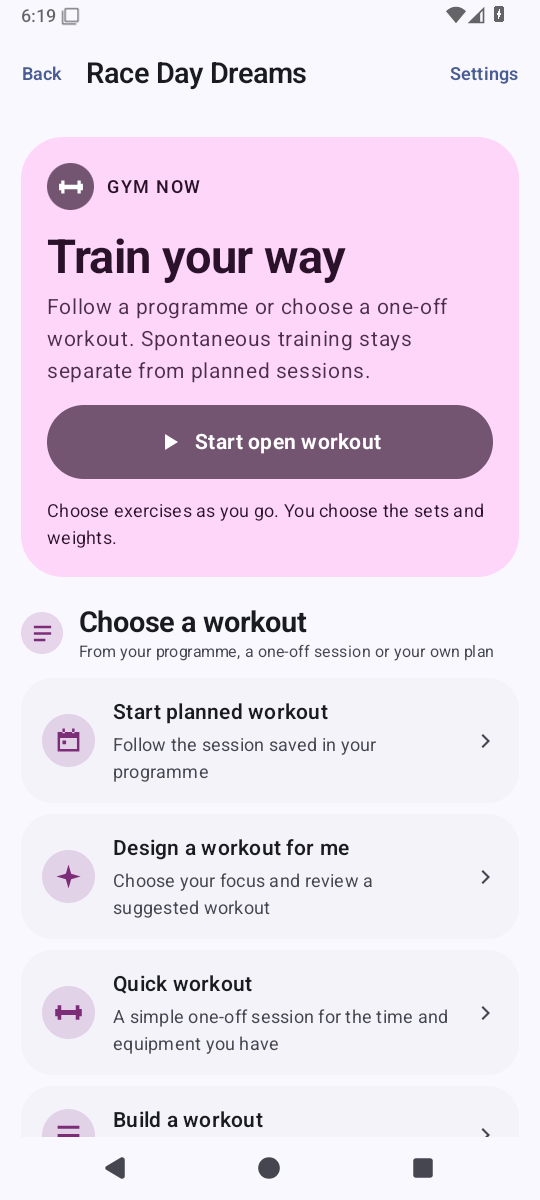 6:19
Back Race Day Dreams Settings
GYM NOW
Train your way
Follow a programme or choose a one-off
workout. Spontaneous training stays
separate from planned sessions.
Start open workout
Choose exercises as you go. You choose the sets and
weights.
Choose a workout
From your programme, a one-off session or your own plan
Start planned workout
Follow the session saved in your
programme
Design a workout for me
Choose your focus and review a
suggested workout
Quick workout
A simple one-off session for the time and
equipment you have
Build a workout